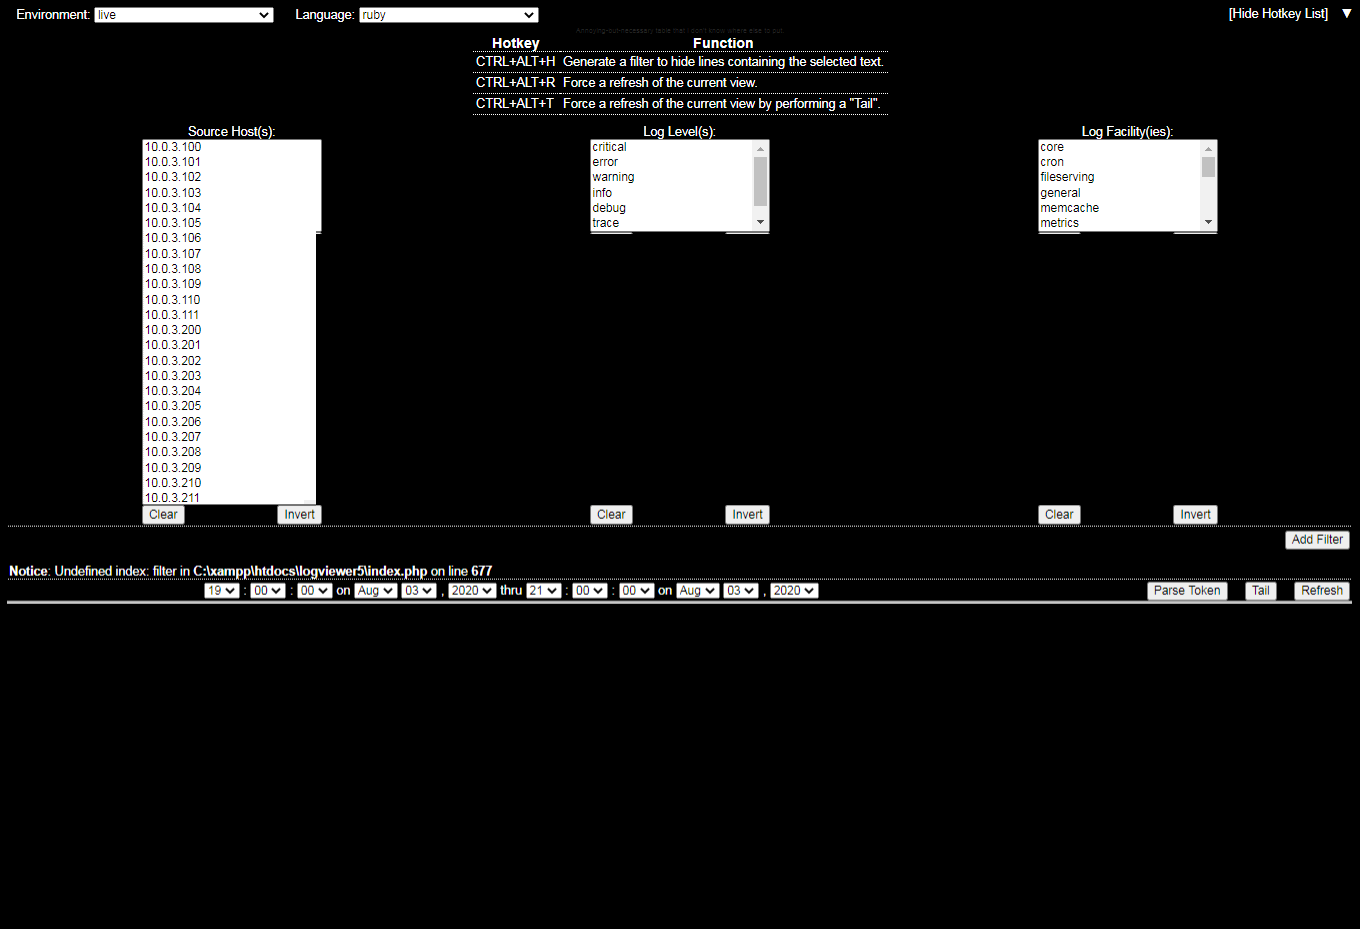 Environment: live Language: ruby [Hide Hotkey List] ▼
Annoying-but-necessary table that I don't know where else to put.
Hotkey Function
CTRL+ALT+H Generate a filter to hide lines containing the selected text.
CTRL+ALT+R Force a refresh of the current view.
CTRL+ALT+T Force a refresh of the current view by performing a "Tail".
Source Host(s):
10.0.3.100
10.0.3.101
10.0.3.102
10.0.3.103
10.0.3.104
10.0.3.105
10.0.3.106
10.0.3.107
10.0.3.108
10.0.3.109
10.0.3.110
10.0.3.111
10.0.3.200
10.0.3.201
10.0.3.202
10.0.3.203
10.0.3.204
10.0.3.205
10.0.3.206
10.0.3.207
10.0.3.208
10.0.3.209
10.0.3.210
10.0.3.211
Clear Invert
Log Level(s):
critical
error
warning
info
debug
trace
Clear Invert
Log Facility(ies):
core
cron
fileserving
general
memcache
metrics
Clear Invert
Add Filter
Notice: Undefined index: filter in C:\xampp\htdocs\logviewer5\index.php on line 677
19 : 00 : 00 on Aug 03 , 2020 thru 21 : 00 : 00 on Aug 03 , 2020 Parse Token Tail Refresh